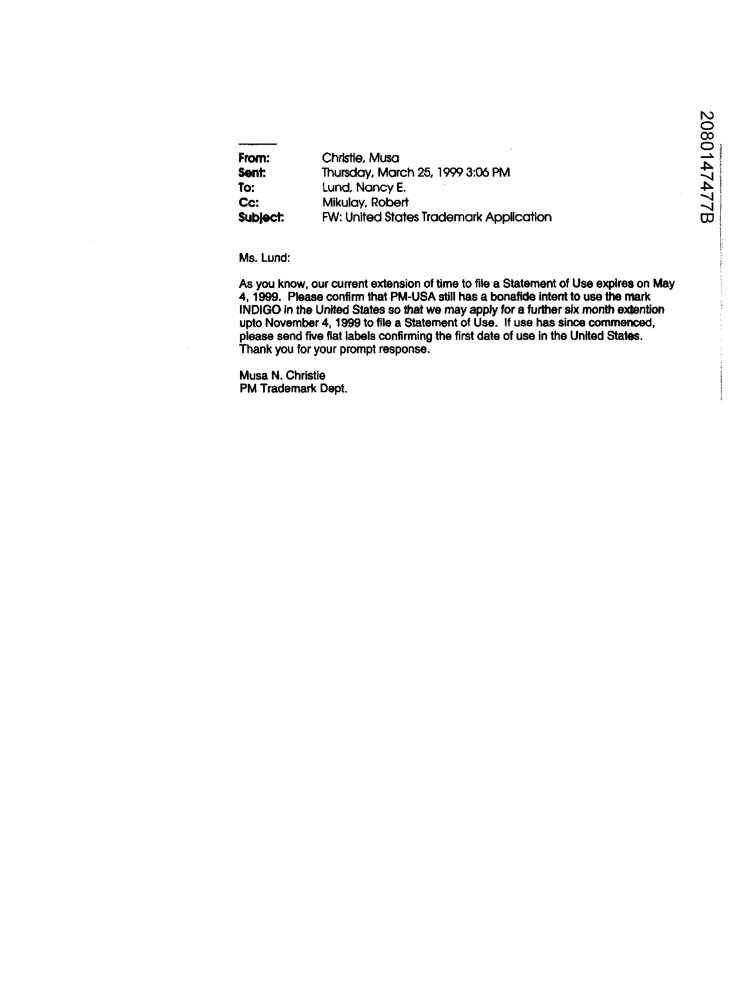 From: Christie, Musa
Sent: Thursday, March 25, 1999 3:06 PM
To: Lund, Nancy E.
Cc: Mikulay, Robert
Subject: FW: United States Trademark Application
Ms. Lund:
As you know, our current extension of time to file a Statement of Use expires on May
4, 1999. Please confirm that PM-USA still has a bonafide intent to use the mark
INDIGO in the United States so that we may apply for a further six month extention
upto November 4, 1999 to file a Statement of Use. If use has since commenced,
please send five flat labels confirming the first date of use in the United States.
Thank you for your prompt response.
Musa N. Christie
PM Trademark Dept.
2080147477B